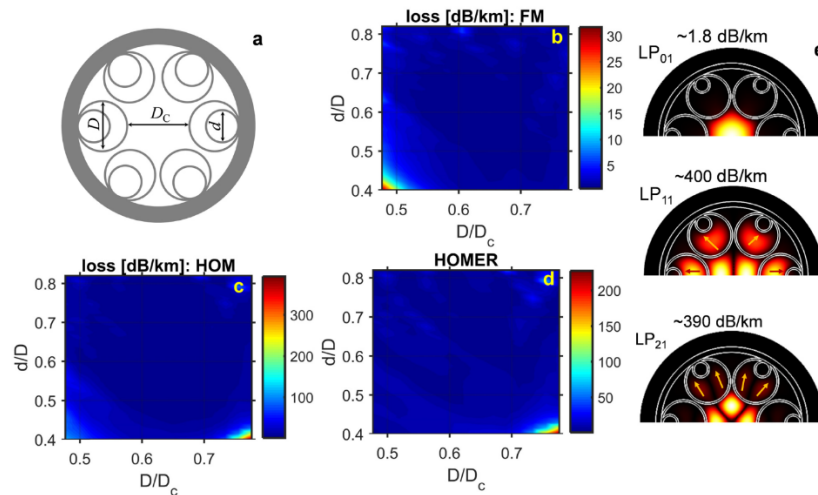 a
D
D_C
d
loss [dB/km]: FM
b
0.8
0.7
0.6
0.5
0.4
d/D
0.5
0.6
0.7
D/D_c
30
25
20
15
10
5
loss [dB/km]: HOM
c
0.8
0.7
0.6
0.5
0.4
d/D
0.5
0.6
0.7
D/D_c
300
200
100
HOMER
d
0.8
0.7
0.6
0.5
0.4
d/D
0.5
0.6
0.7
D/D_c
200
150
100
50
0
e
~1.8 dB/km
LP_01
~400 dB/km
LP_11
~390 dB/km
LP_21